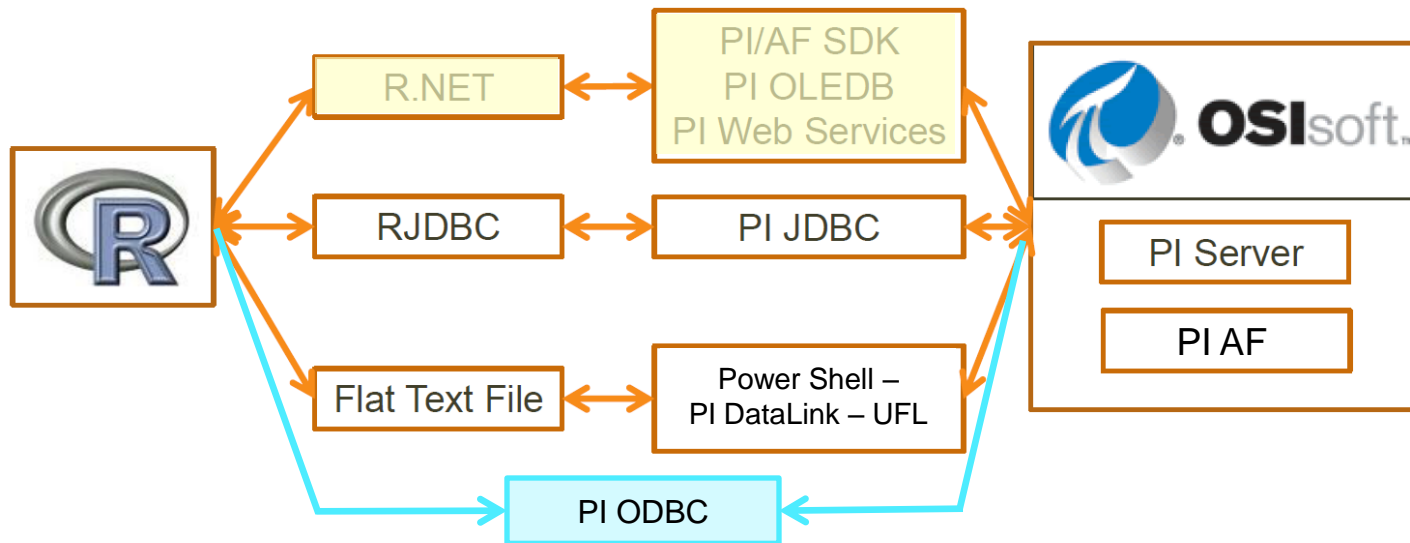 R
R.NET
PI/AF SDK
PI OLEDB
PI Web Services
RJDBC
PI JDBC
Flat Text File
Power Shell –
PI DataLink – UFL
PI ODBC
OSIsoft™
PI Server
PI AF